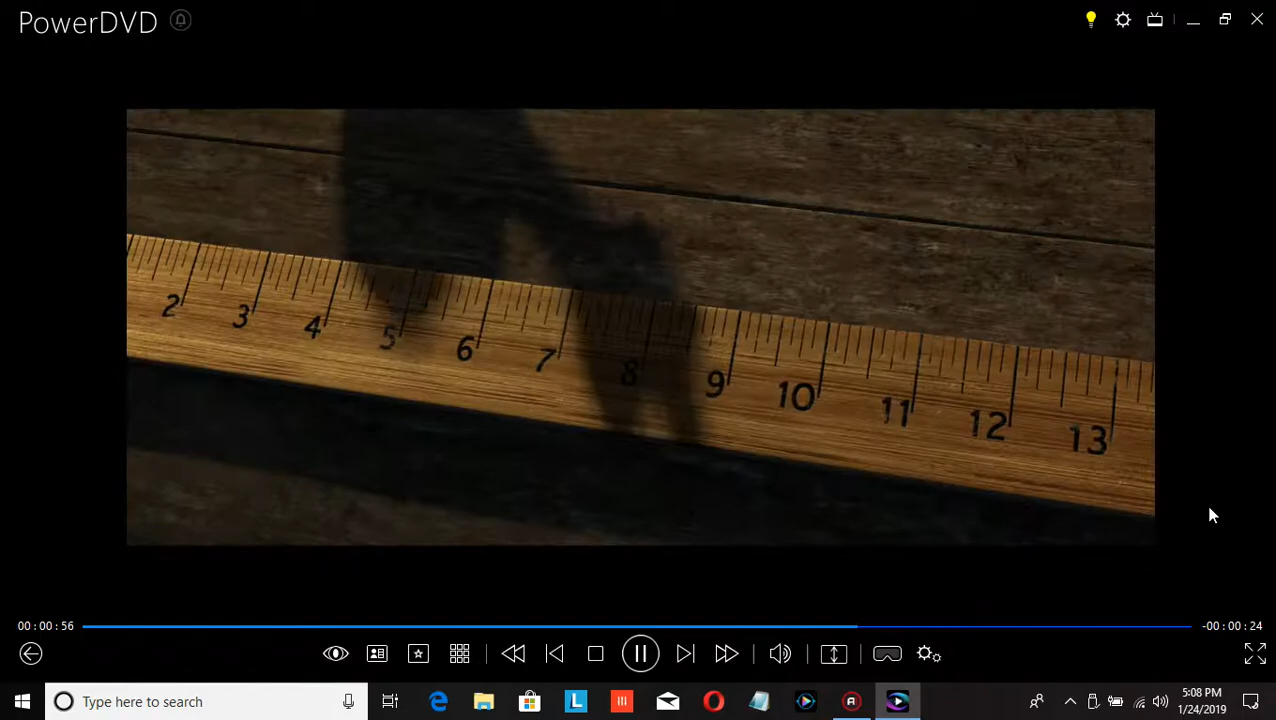 PowerDVD
2 3 4 5 6 7 8 9 10 11 12 13
00:00:56
-00:00:24
Type here to search
5:08 PM
1/24/2019